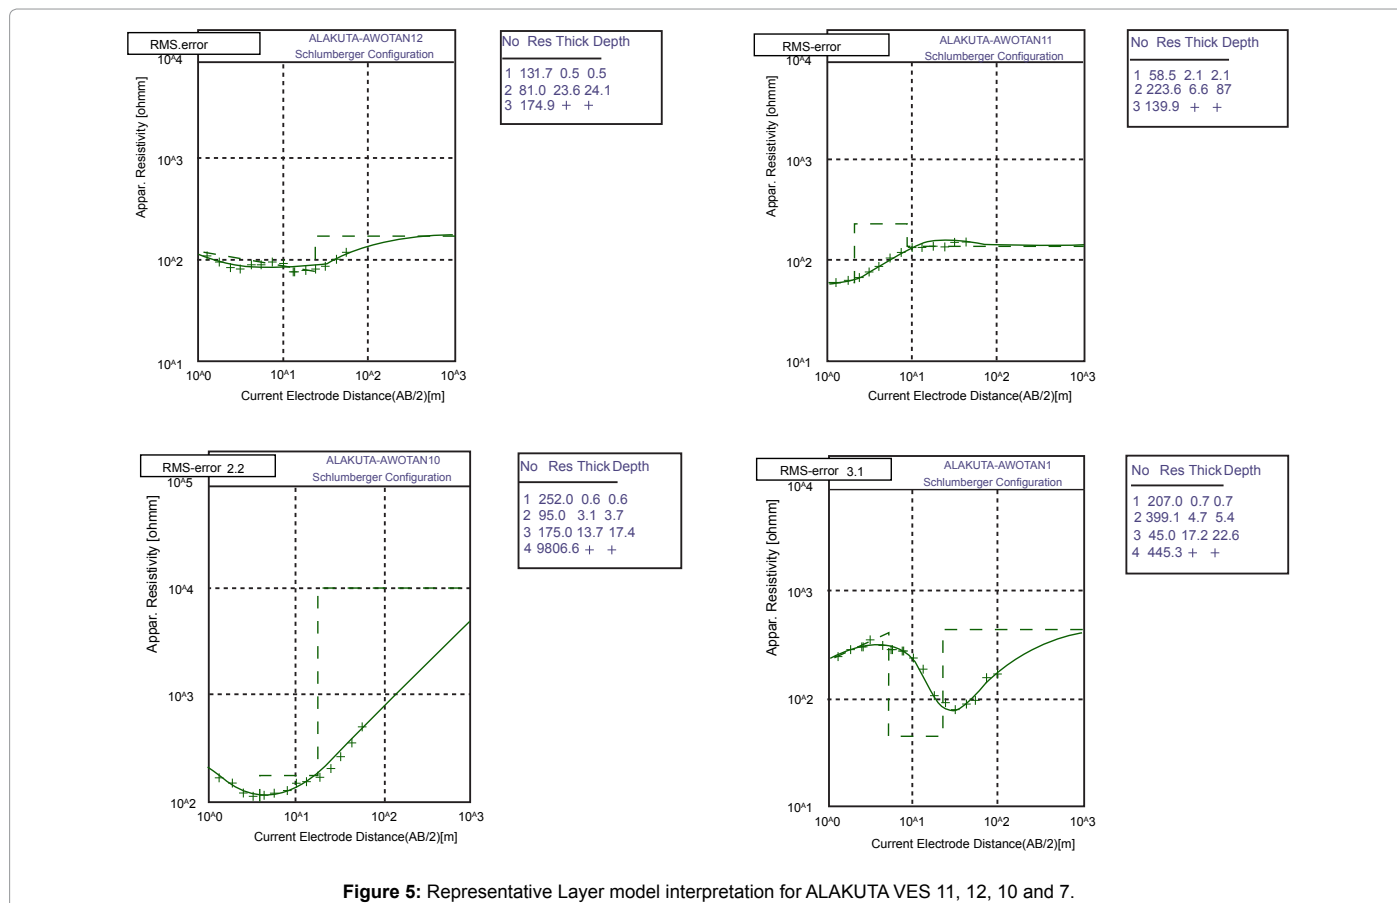 RMS.error
ALAKUTA-AWOTAN12
Schlumberger Configuration
10^4
10^3
10^2
10^1
Appar. Resistivity [ohmm]
10^0 10^1 10^2 10^3
Current Electrode Distance(AB/2)[m]
No Res Thick Depth
1 131.7 0.5 0.5
2 81.0 23.6 24.1
3 174.9 + +
RMS-error
ALAKUTA-AWOTAN11
Schlumberger Configuration
10^4
10^3
10^2
10^1
Appar. Resistivity [ohmm]
10^0 10^1 10^2 10^3
Current Electrode Distance(AB/2)[m]
No Res Thick Depth
1 58.5 2.1 2.1
2 223.6 6.6 87
3 139.9 + +
RMS-error 2.2
ALAKUTA-AWOTAN10
Schlumberger Configuration
10^5
10^4
10^3
10^2
Appar. Resistivity [ohmm]
10^0 10^1 10^2 10^3
Current Electrode Distance(AB/2)[m]
No Res Thick Depth
1 252.0 0.6 0.6
2 95.0 3.1 3.7
3 175.0 13.7 17.4
4 9806.6 + +
RMS-error 3.1
ALAKUTA-AWOTAN1
Schlumberger Configuration
10^4
10^3
10^2
10^1
Appar. Resistivity [ohmm]
10^0 10^1 10^2 10^3
Current Electrode Distance(AB/2)[m]
No Res Thick Depth
1 207.0 0.7 0.7
2 399.1 4.7 5.4
3 45.0 17.2 22.6
4 445.3 + +
Figure 5: Representative Layer model interpretation for ALAKUTA VES 11, 12, 10 and 7.